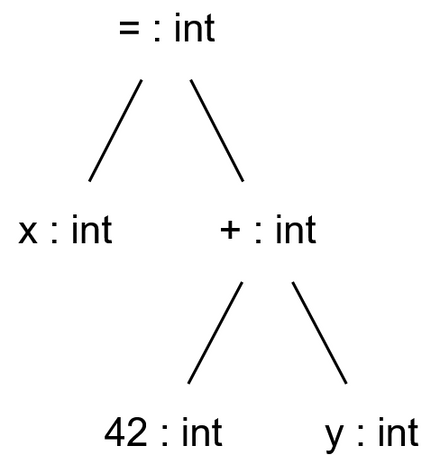 = : int
x : int
+ : int
42 : int
y : int